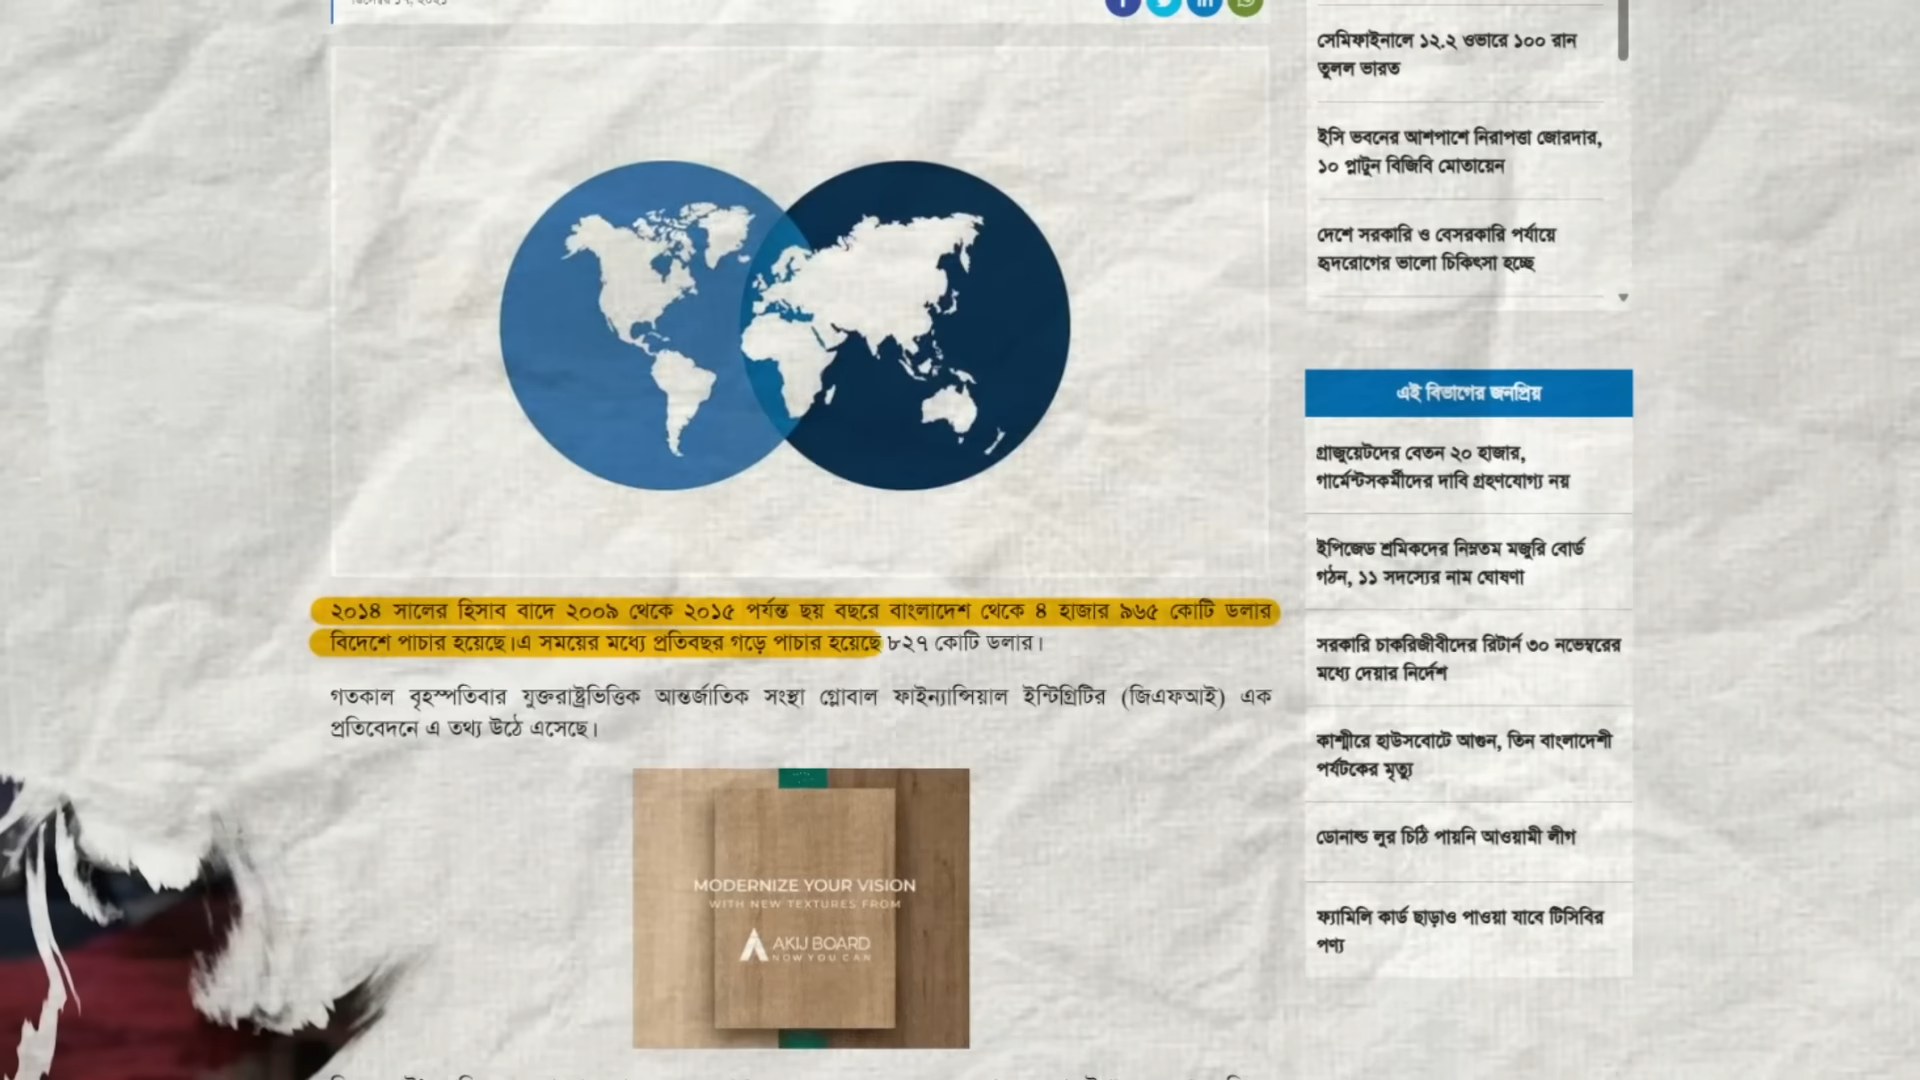 সেমিফাইনালে ১২.২ ওভারে ১০০ রান
তুলল ভারত
ইসি ভবনের আশপাশে নিরাপত্তা জোরদার,
১০ প্লাটুন বিজিবি মোতায়েন
দেশে সরকারি ও বেসরকারি পর্যায়ে
হৃদরোগের ভালো চিকিৎসা হচ্ছে
এই বিভাগের জনপ্রিয়
গ্রাজুয়েটদের বেতন ২০ হাজার,
গার্মেন্টসকর্মীদের দাবি গ্রহণযোগ্য নয়
ইপিজেড শ্রমিকদের নিম্নতম মজুরি বোর্ড
গঠন, ১১ সদস্যের নাম ঘোষণা
সরকারি চাকরিজীবীদের রিটার্ন ৩০ নভেম্বরের
মধ্যে দেয়ার নির্দেশ
কাশ্মীরে হাউসবোটে আগুন, তিন বাংলাদেশী
পর্যটকের মৃত্যু
ডোনাল্ড লুর চিঠি পায়নি আওয়ামী লীগ
ফ্যামিলি কার্ড ছাড়াও পাওয়া যাবে টিসিবির
পণ্য
২০১৪ সালের হিসাব বাদে ২০০৯ থেকে ২০১৫ পর্যন্ত ছয় বছরে বাংলাদেশ থেকে ৪ হাজার ৯৬৫ কোটি ডলার
বিদেশে পাচার হয়েছে।এ সময়ের মধ্যে প্রতিবছর গড়ে পাচার হয়েছে ৮২৭ কোটি ডলার।
গতকাল বৃহস্পতিবার যুক্তরাষ্ট্রভিত্তিক আন্তর্জাতিক সংস্থা গ্লোবাল ফাইন্যান্সিয়াল ইন্টিগ্রিটির (জিএফআই) এক
প্রতিবেদনে এ তথ্য উঠে এসেছে।
MODERNIZE YOUR VISION
WITH NEW TEXTURES FROM
AKIJ BOARD
NOW YOU CAN